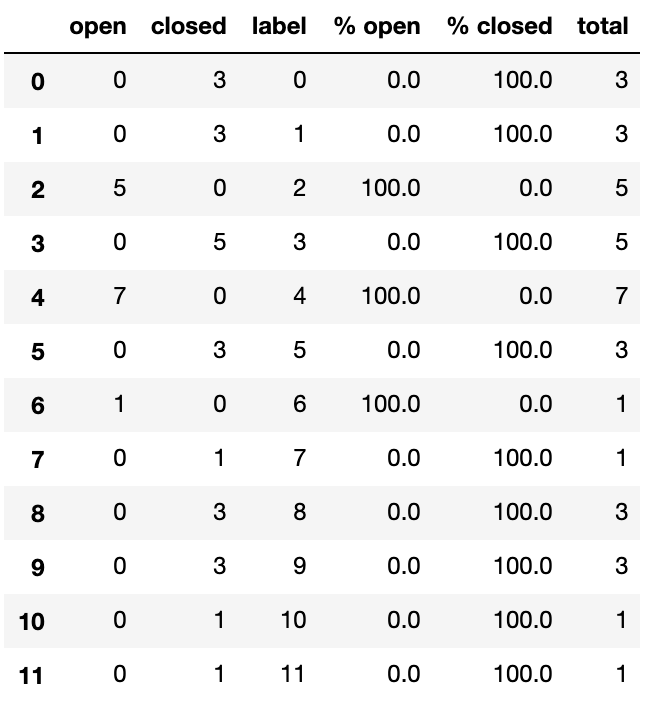 open closed label % open % closed total
0 0 3 0 0.0 100.0 3
1 0 3 1 0.0 100.0 3
2 5 0 2 100.0 0.0 5
3 0 5 3 0.0 100.0 5
4 7 0 4 100.0 0.0 7
5 0 3 5 0.0 100.0 3
6 1 0 6 100.0 0.0 1
7 0 1 7 0.0 100.0 1
8 0 3 8 0.0 100.0 3
9 0 3 9 0.0 100.0 3
10 0 1 10 0.0 100.0 1
11 0 1 11 0.0 100.0 1